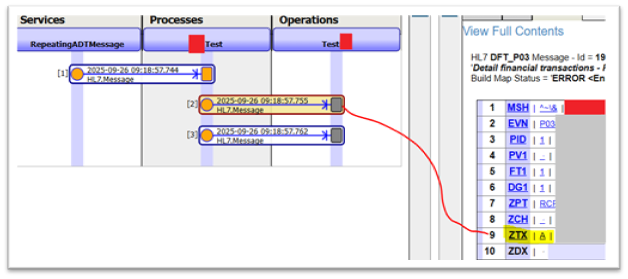 Services Processes Operations
RepeatingADTMessage Test Test
[1] 2025-09-26 09:18:57.744
HL7.Message
[2] 2025-09-26 09:18:57.755
HL7.Message
[3] 2025-09-26 09:18:57.762
HL7.Message
View Full Contents
HL7 DFT_P03 Message - Id = 19
'Detail financial transactions -
Build Map Status = 'ERROR <En
1 MSH | ^~\& |
2 EVN | P03
3 PID | 1 |
4 PV1 | _ |
5 FT1 | 1 |
6 DG1 | 1 |
7 ZPT | RCF
8 ZCH | _ |
9 ZTX | A |
10 ZDX |